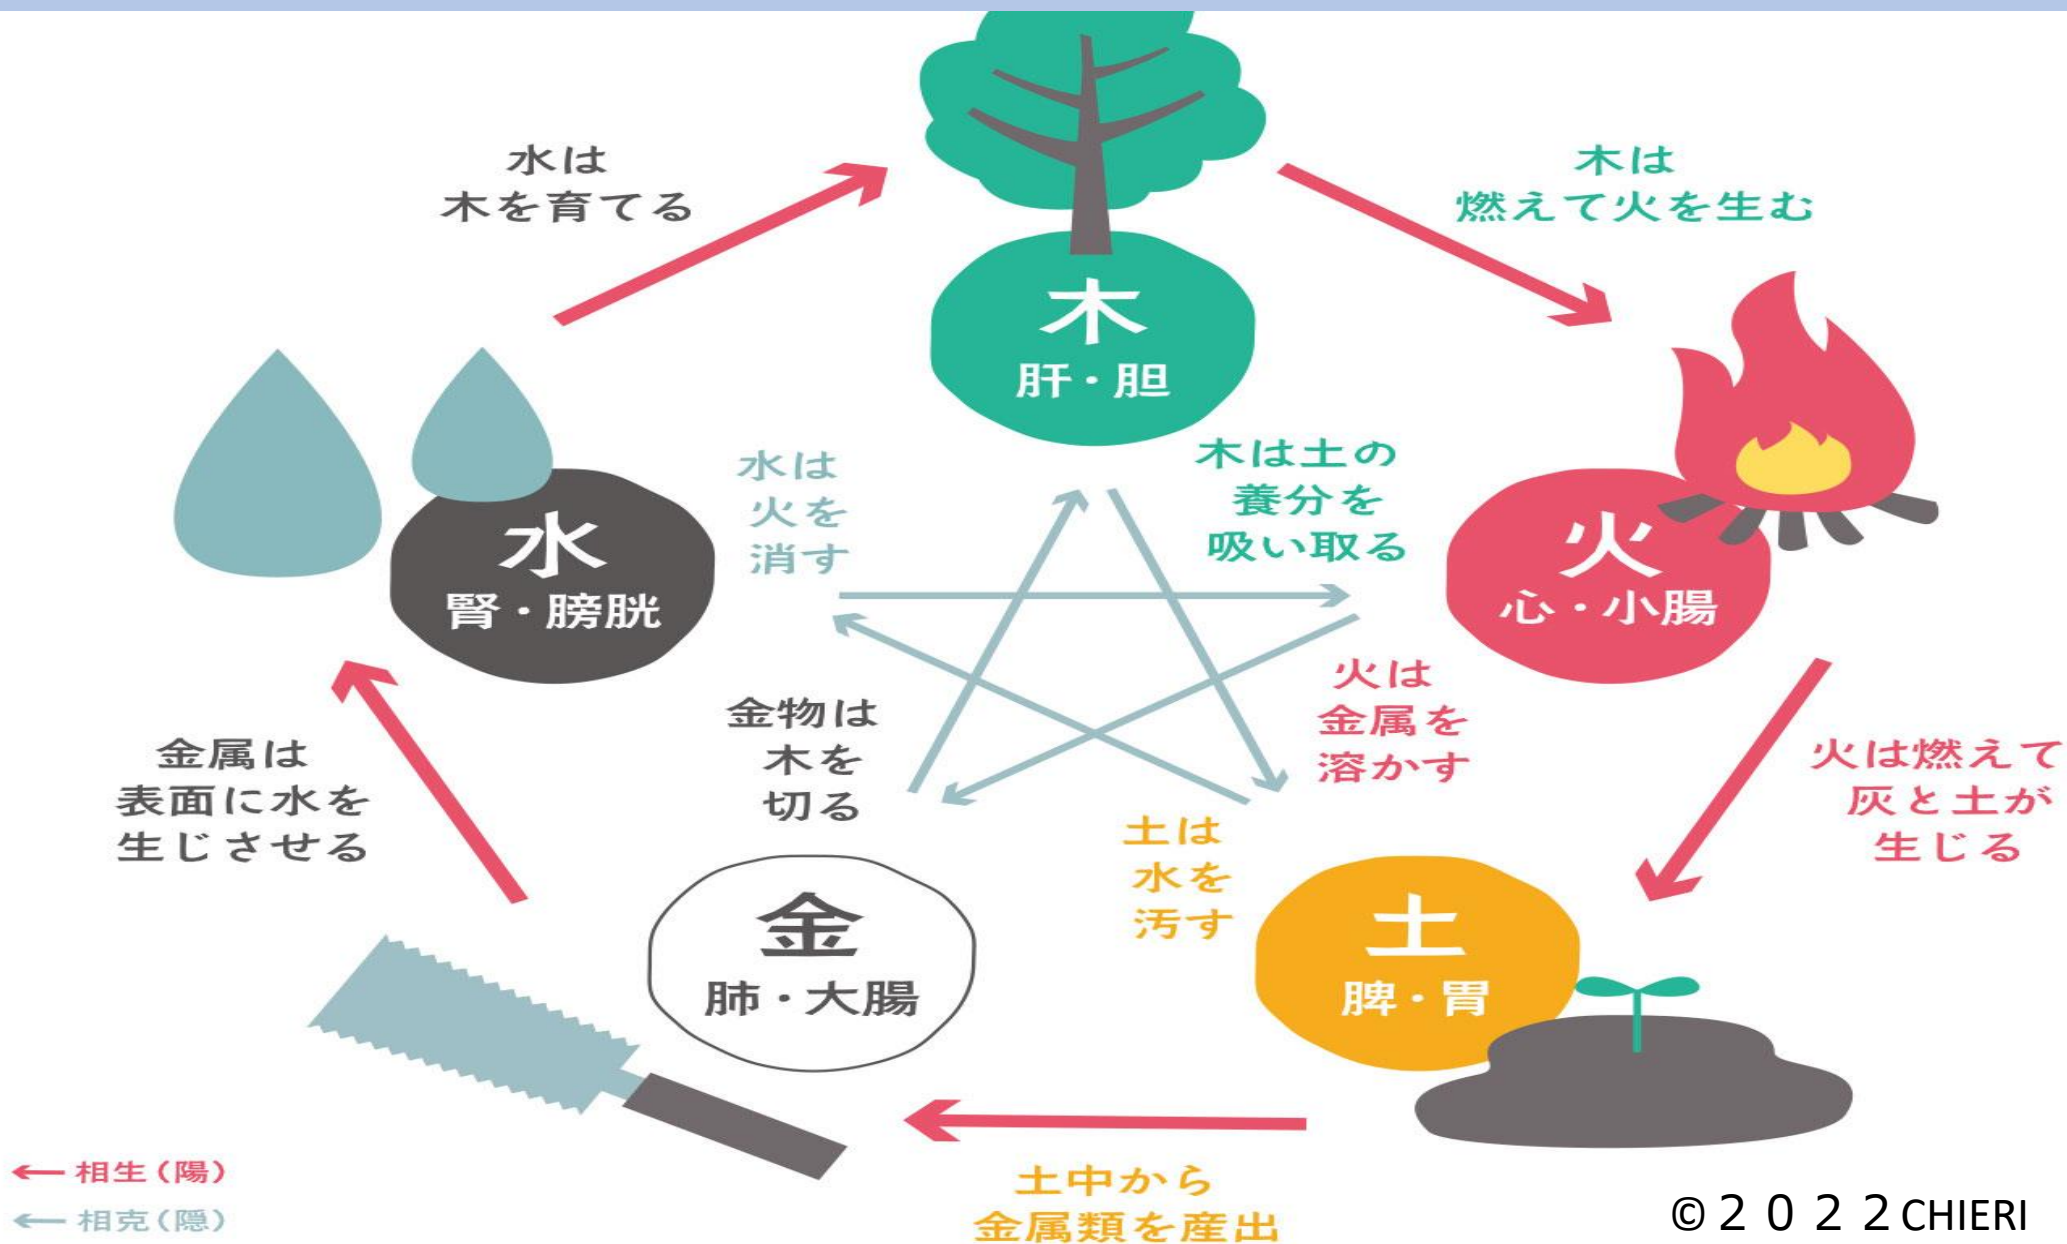 水は
木を育てる
木は
燃えて火を生む
木
肝・胆
水は
火を
消す
木は土の
養分を
吸い取る
水
腎・膀胱
火
心・小腸
金物は
木を
切る
火は
金属を
溶かす
金属は
表面に水を
生じさせる
火は燃えて
灰と土が
生じる
土は
水を
汚す
金
肺・大腸
土
脾・胃
土中から
金属類を産出
相生(陽)
相克(隠)
©２０２２CHIERI